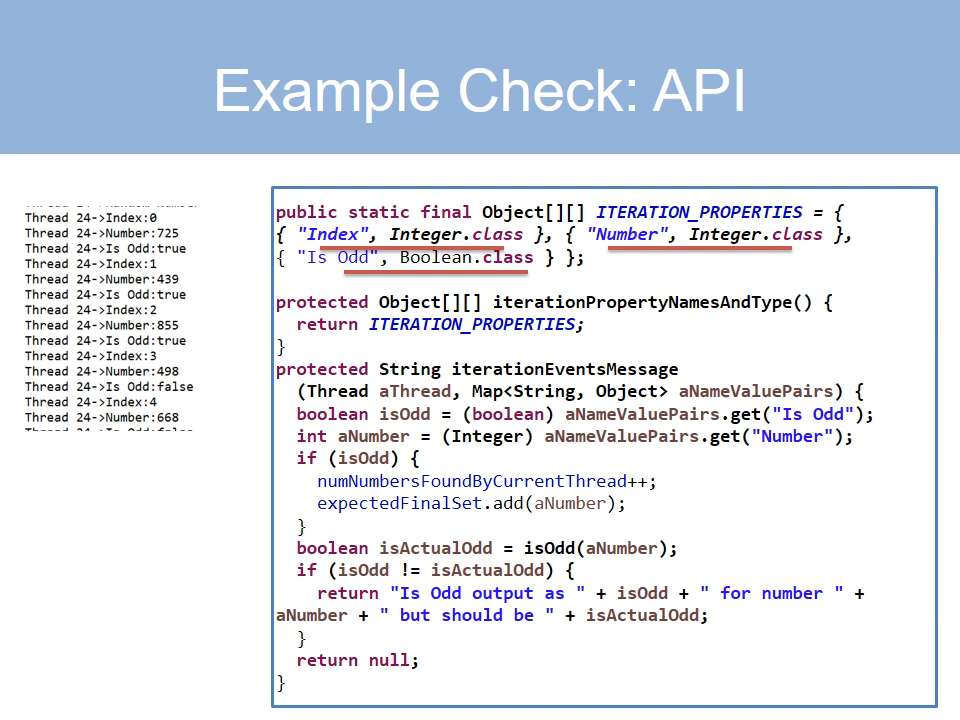 Example Check: API
Thread 24->Index:0
Thread 24->Number:725
Thread 24->Is Odd:true
Thread 24->Index:1
Thread 24->Number:439
Thread 24->Is Odd:true
Thread 24->Index:2
Thread 24->Number:855
Thread 24->Is Odd:true
Thread 24->Index:3
Thread 24->Number:498
Thread 24->Is Odd:false
Thread 24->Index:4
Thread 24->Number:668
public static final Object[][] ITERATION_PROPERTIES = {
{ "Index", Integer.class }, { "Number", Integer.class },
{ "Is Odd", Boolean.class } };
protected Object[][] iterationPropertyNamesAndType() {
return ITERATION_PROPERTIES;
}
protected String iterationEventsMessage
(Thread aThread, Map<String, Object> aNameValuePairs) {
boolean isOdd = (boolean) aNameValuePairs.get("Is Odd");
int aNumber = (Integer) aNameValuePairs.get("Number");
if (isOdd) {
numNumbersFoundByCurrentThread++;
expectedFinalSet.add(aNumber);
}
boolean isActualOdd = isOdd(aNumber);
if (isOdd != isActualOdd) {
return "Is Odd output as " + isOdd + " for number " +
aNumber + " but should be " + isActualOdd;
}
return null;
}